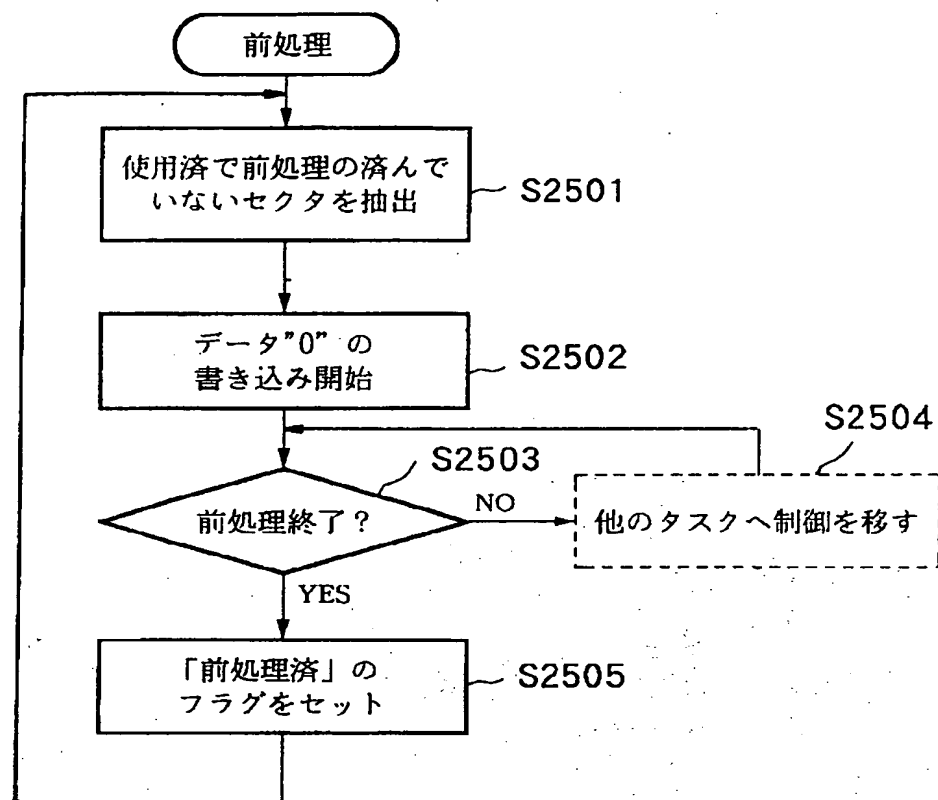 前処理
使用済で前処理の済んで
いないセクタを抽出
S2501
データ"0" の
書き込み開始
S2502
S2504
S2503
前処理終了?
NO
他のタスクへ制御を移す
YES
「前処理済」の
フラグをセット
S2505